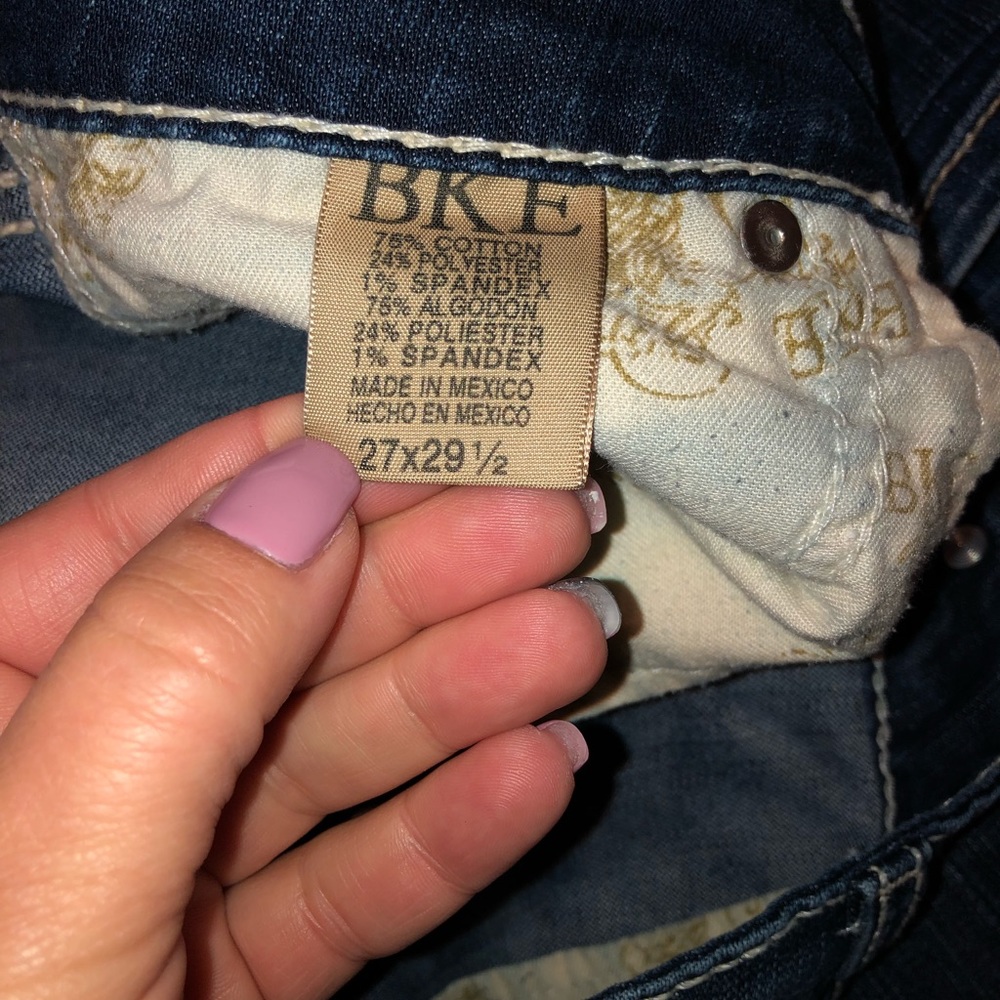 BKE
75% COTTON
24% POLYESTER
1% SPANDEX
75% ALGODON
24% POLIESTER
1% SPANDEX
MADE IN MEXICO
HECHO EN MEXICO
27x29 ½